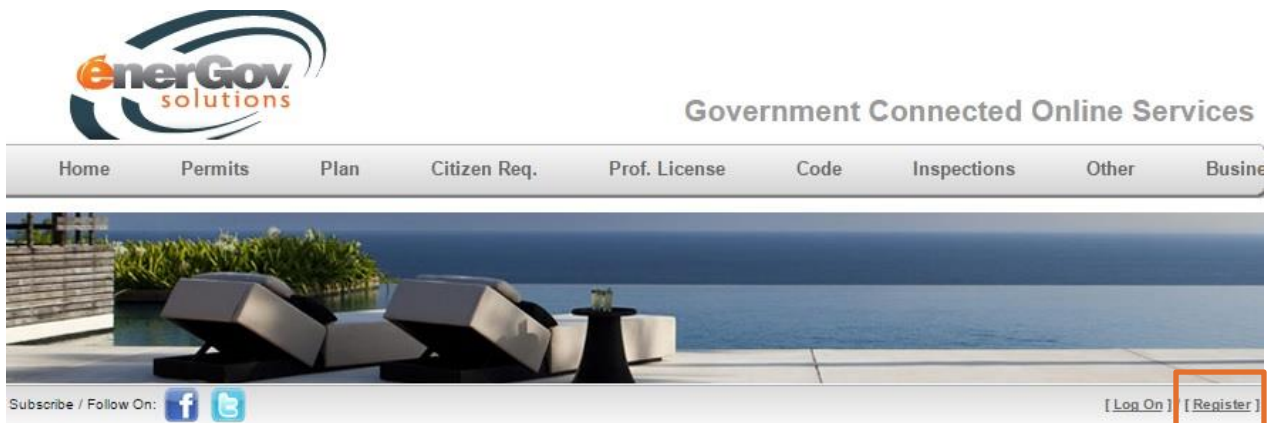 énerGov
solutions
Government Connected Online Services
Home Permits Plan Citizen Req. Prof. License Code Inspections Other Busine
Subscribe / Follow On: [ Log On ] / [ Register ]